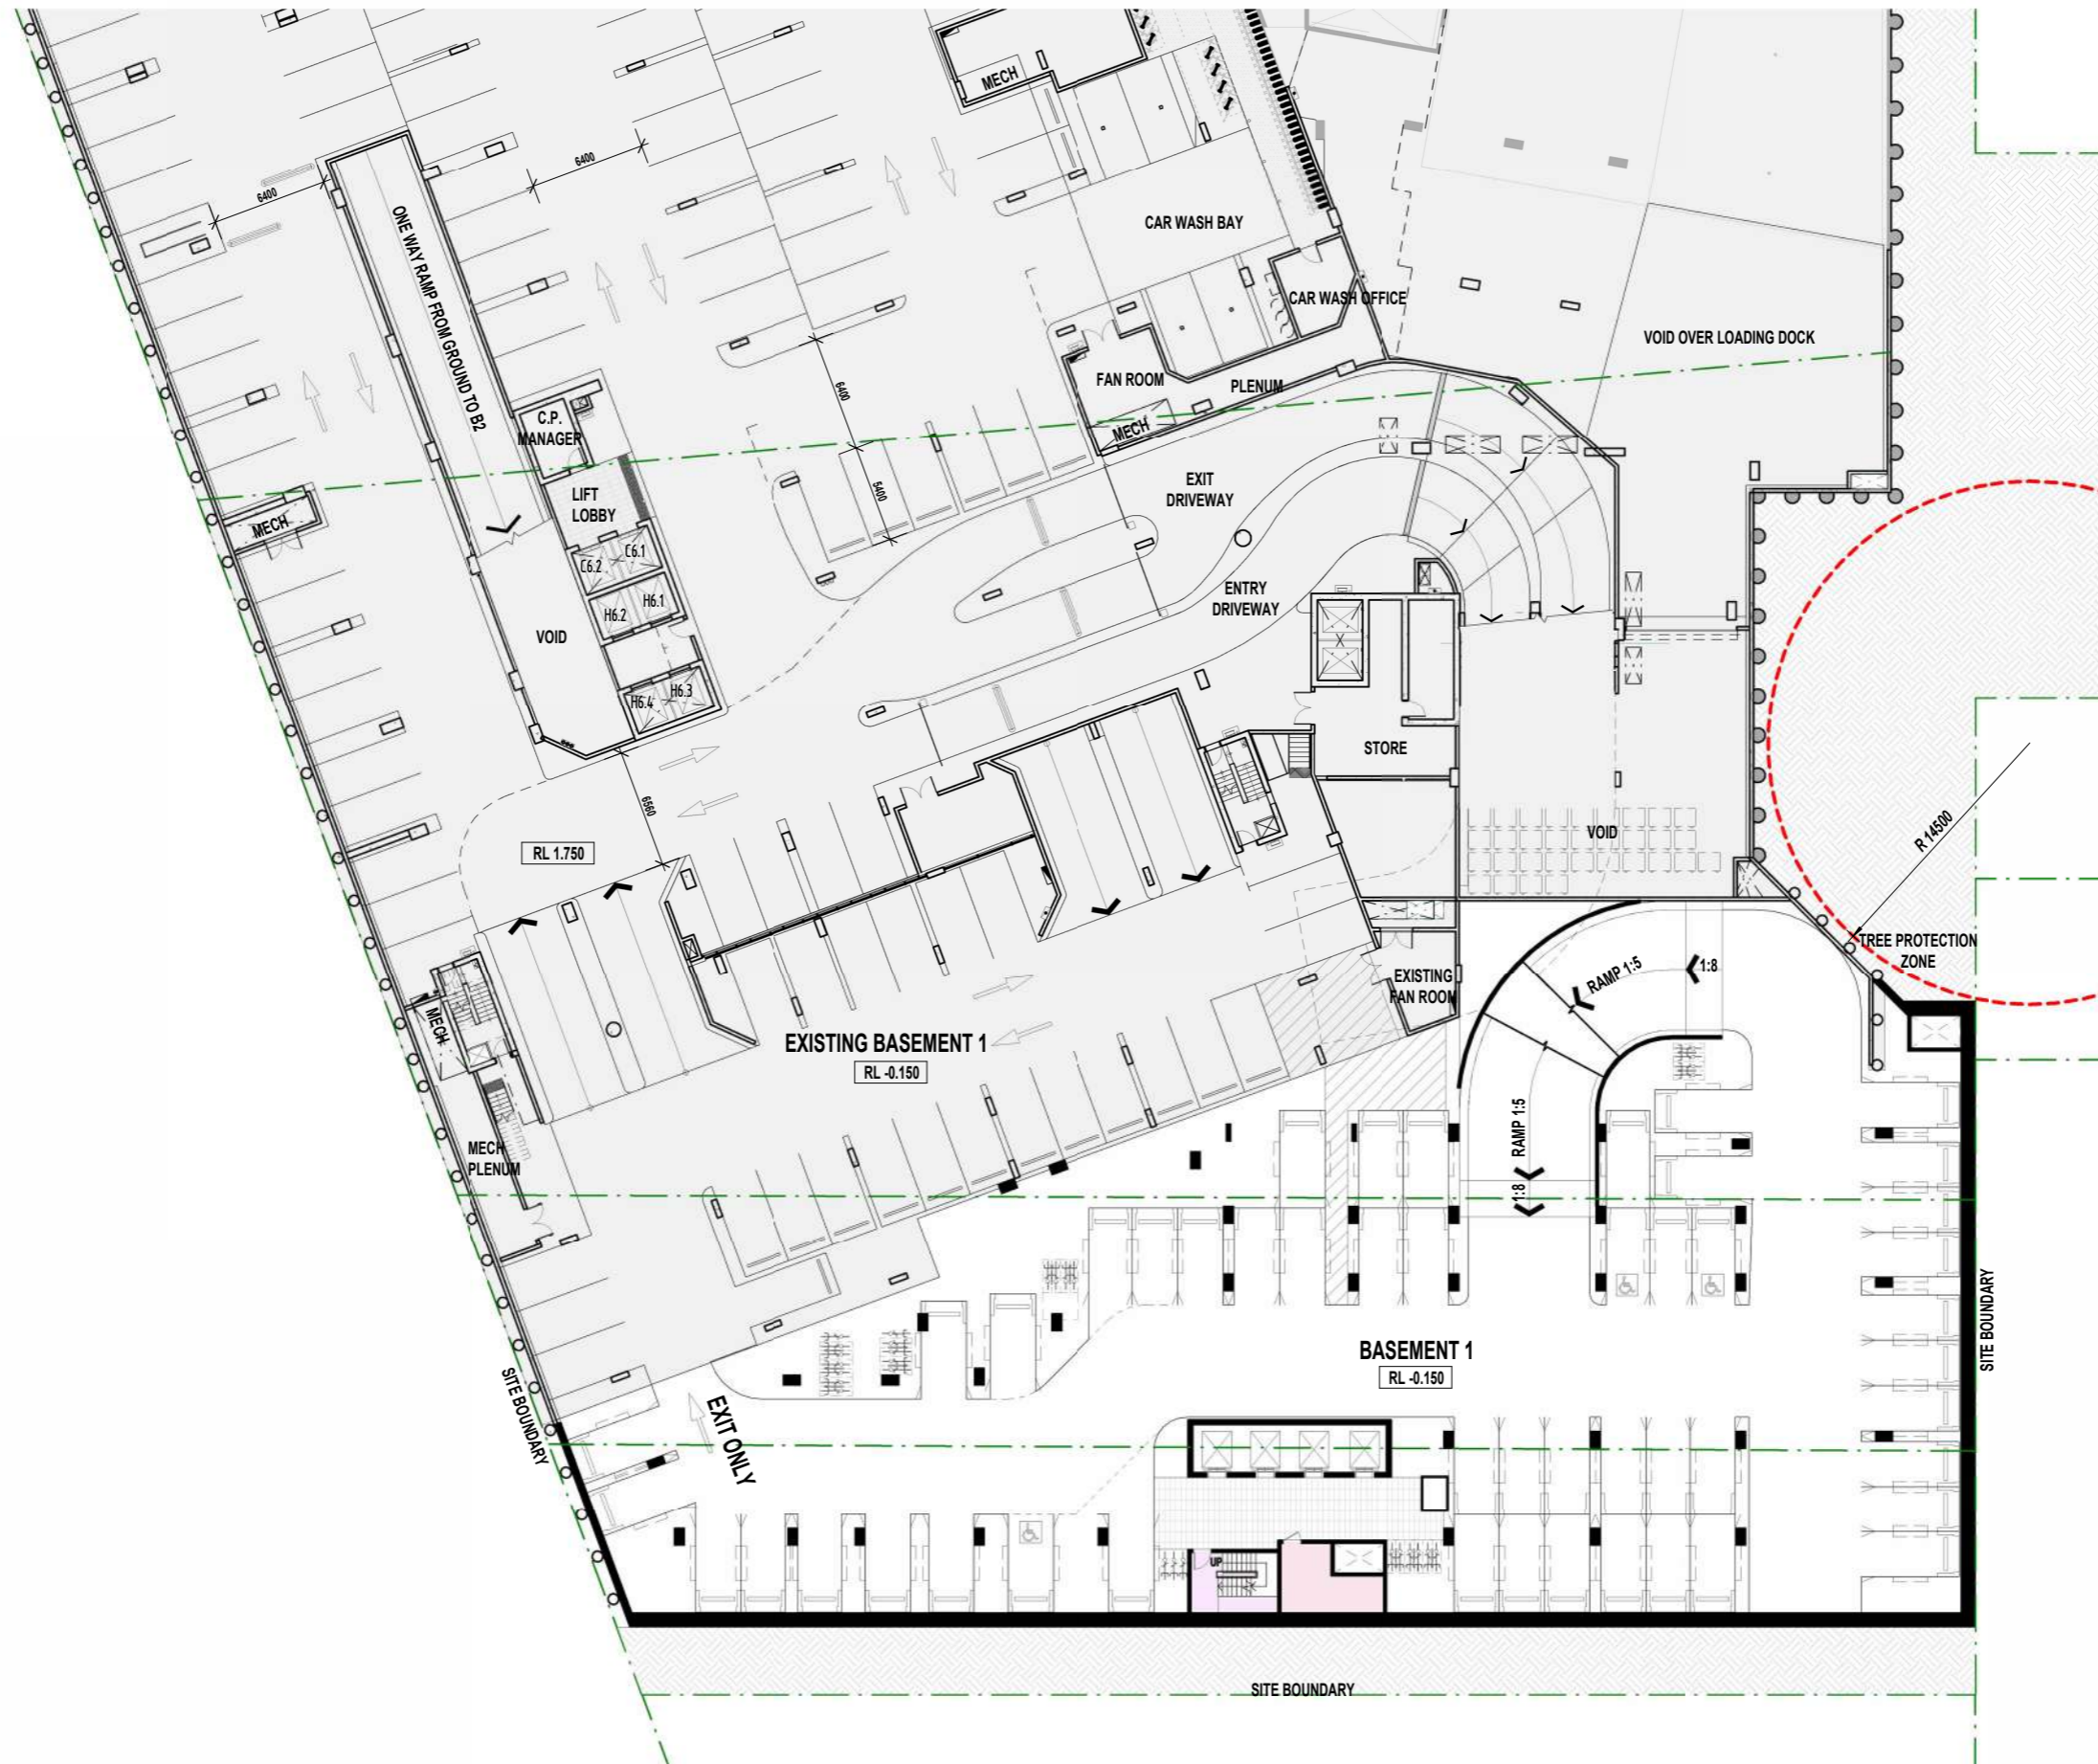 MECH
6400
6400
ONE WAY RAMP FROM GROUND TO B2
CAR WASH BAY
CAR WASH OFFICE
VOID OVER LOADING DOCK
FAN ROOM
PLENUM
MECH
6400
C.P.
MANAGER
5400
EXIT
DRIVEWAY
LIFT
LOBBY
MECH
C6.1
C6.2
H6.1
H6.2
ENTRY
DRIVEWAY
VOID
H6.3
H6.4
STORE
6560
RL 1.750
VOID
R 14500
TREE PROTECTION
ZONE
EXISTING
FAN ROOM
RAMP 1:5
1:8
MECH
EXISTING BASEMENT 1
RL -0.150
RAMP 1:5
1:8
MECH
PLENUM
SITE BOUNDARY
BASEMENT 1
RL -0.150
SITE BOUNDARY
EXIT ONLY
UP
SITE BOUNDARY